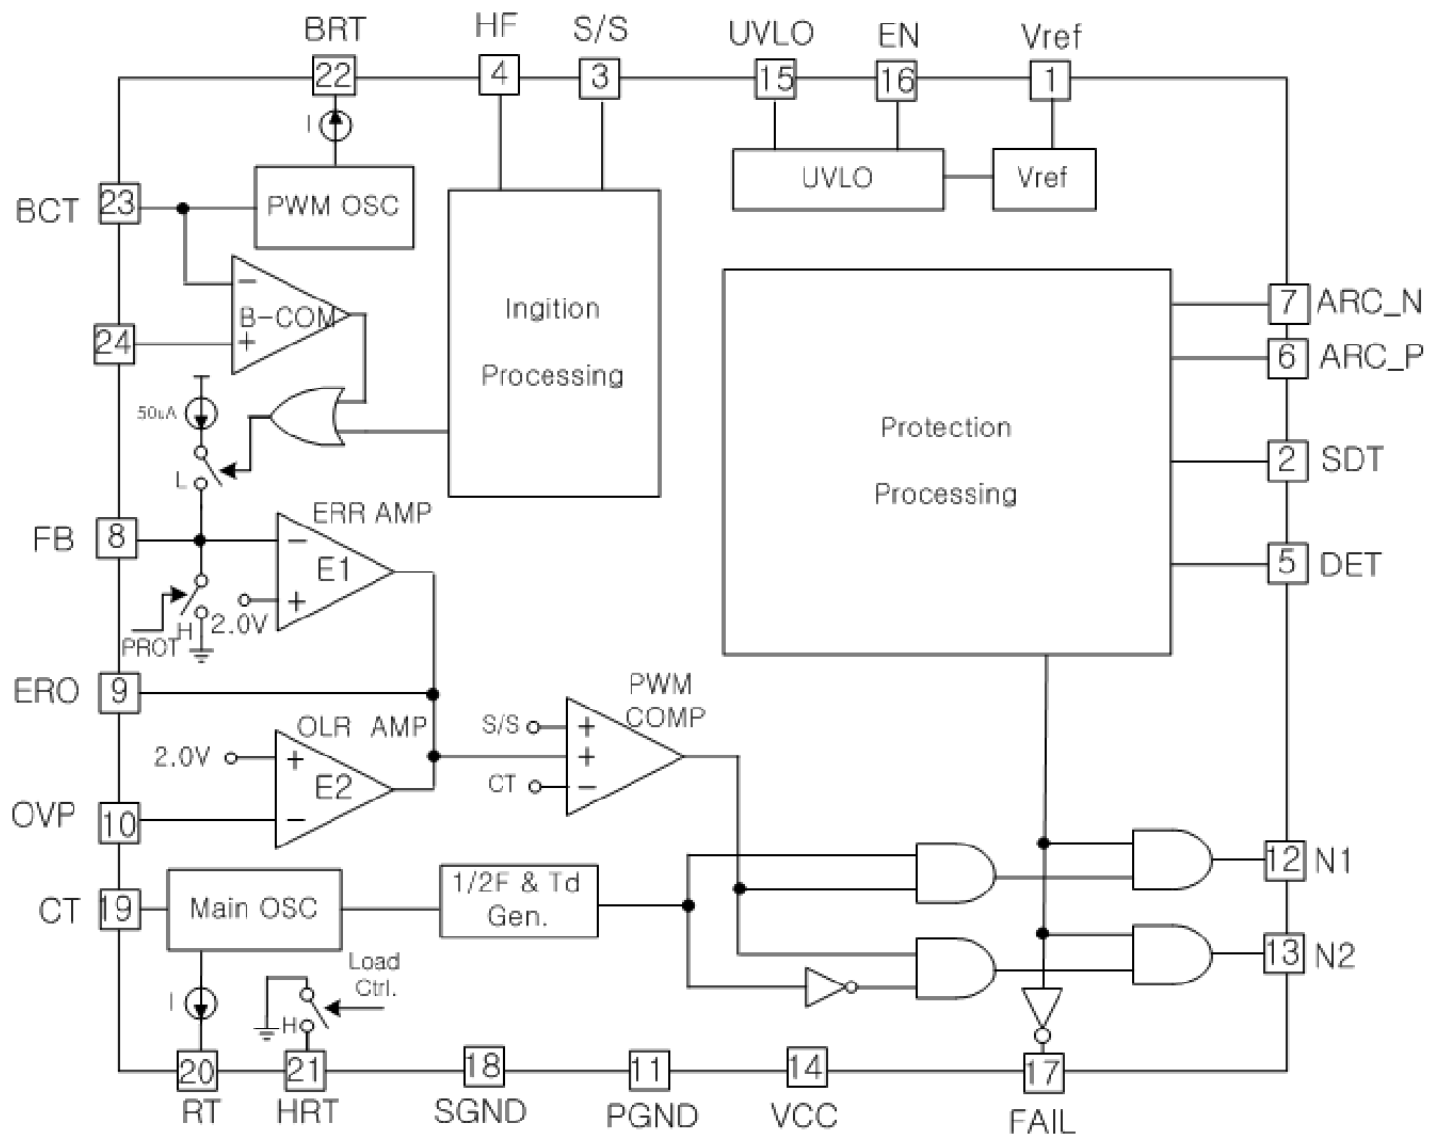 BRT HF S/S UVLO EN Vref
22 4 3 15 16 1
I
BCT 23 PWM OSC UVLO Vref
B-COM
− +
24
Ingition
Processing
50uA
L
7 ARC_N
6 ARC_P
Protection
Processing
2 SDT
5 DET
FB 8
ERR AMP
− E1 +
2.0V
PROT H
ERO 9
OLR AMP
2.0V + E2 −
PWM
COMP
S/S +
+
CT −
OVP 10
CT 19 Main OSC
1/2F & Td
Gen.
12 N1
13 N2
Load
Ctrl.
I H
20 21 18 11 14 17
RT HRT SGND PGND VCC FAIL